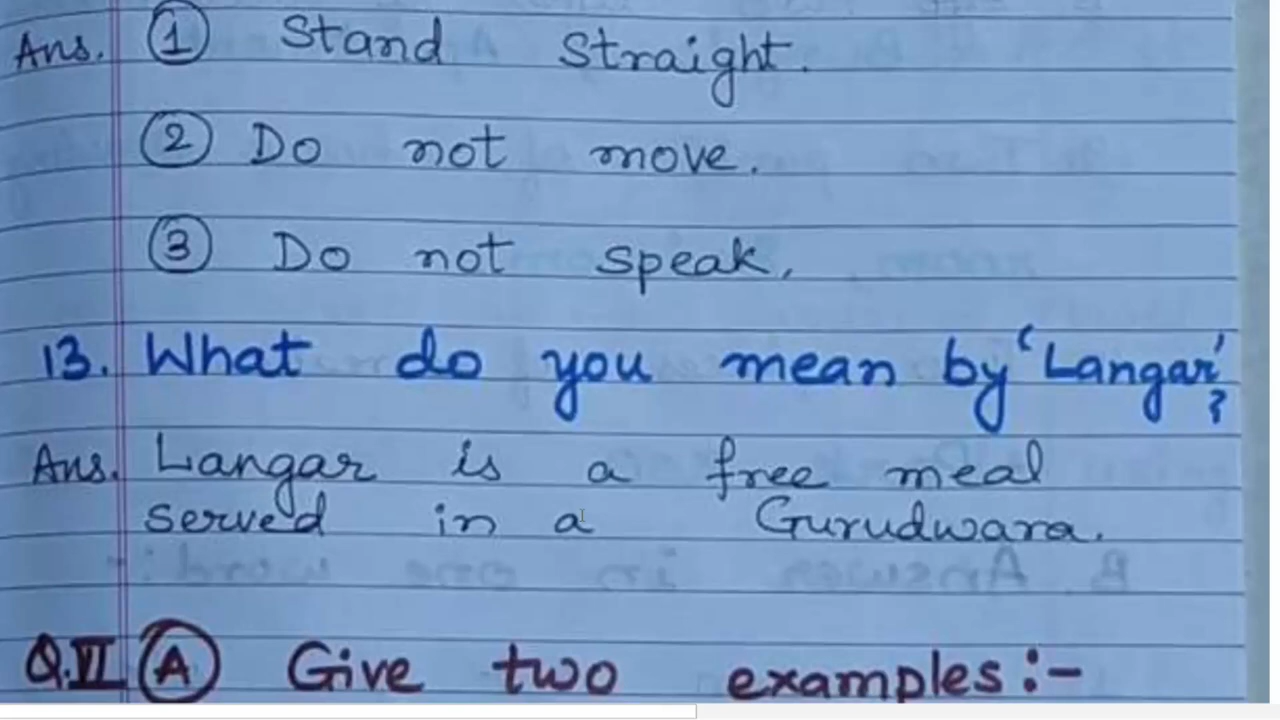 Ans. ① Stand Straight.
② Do not move.
③ Do not speak.
13. What do you mean by 'Langar'?
Ans. Langar is a free meal
served in a Gurudwara.
Q.VI Ⓐ Give two examples:-